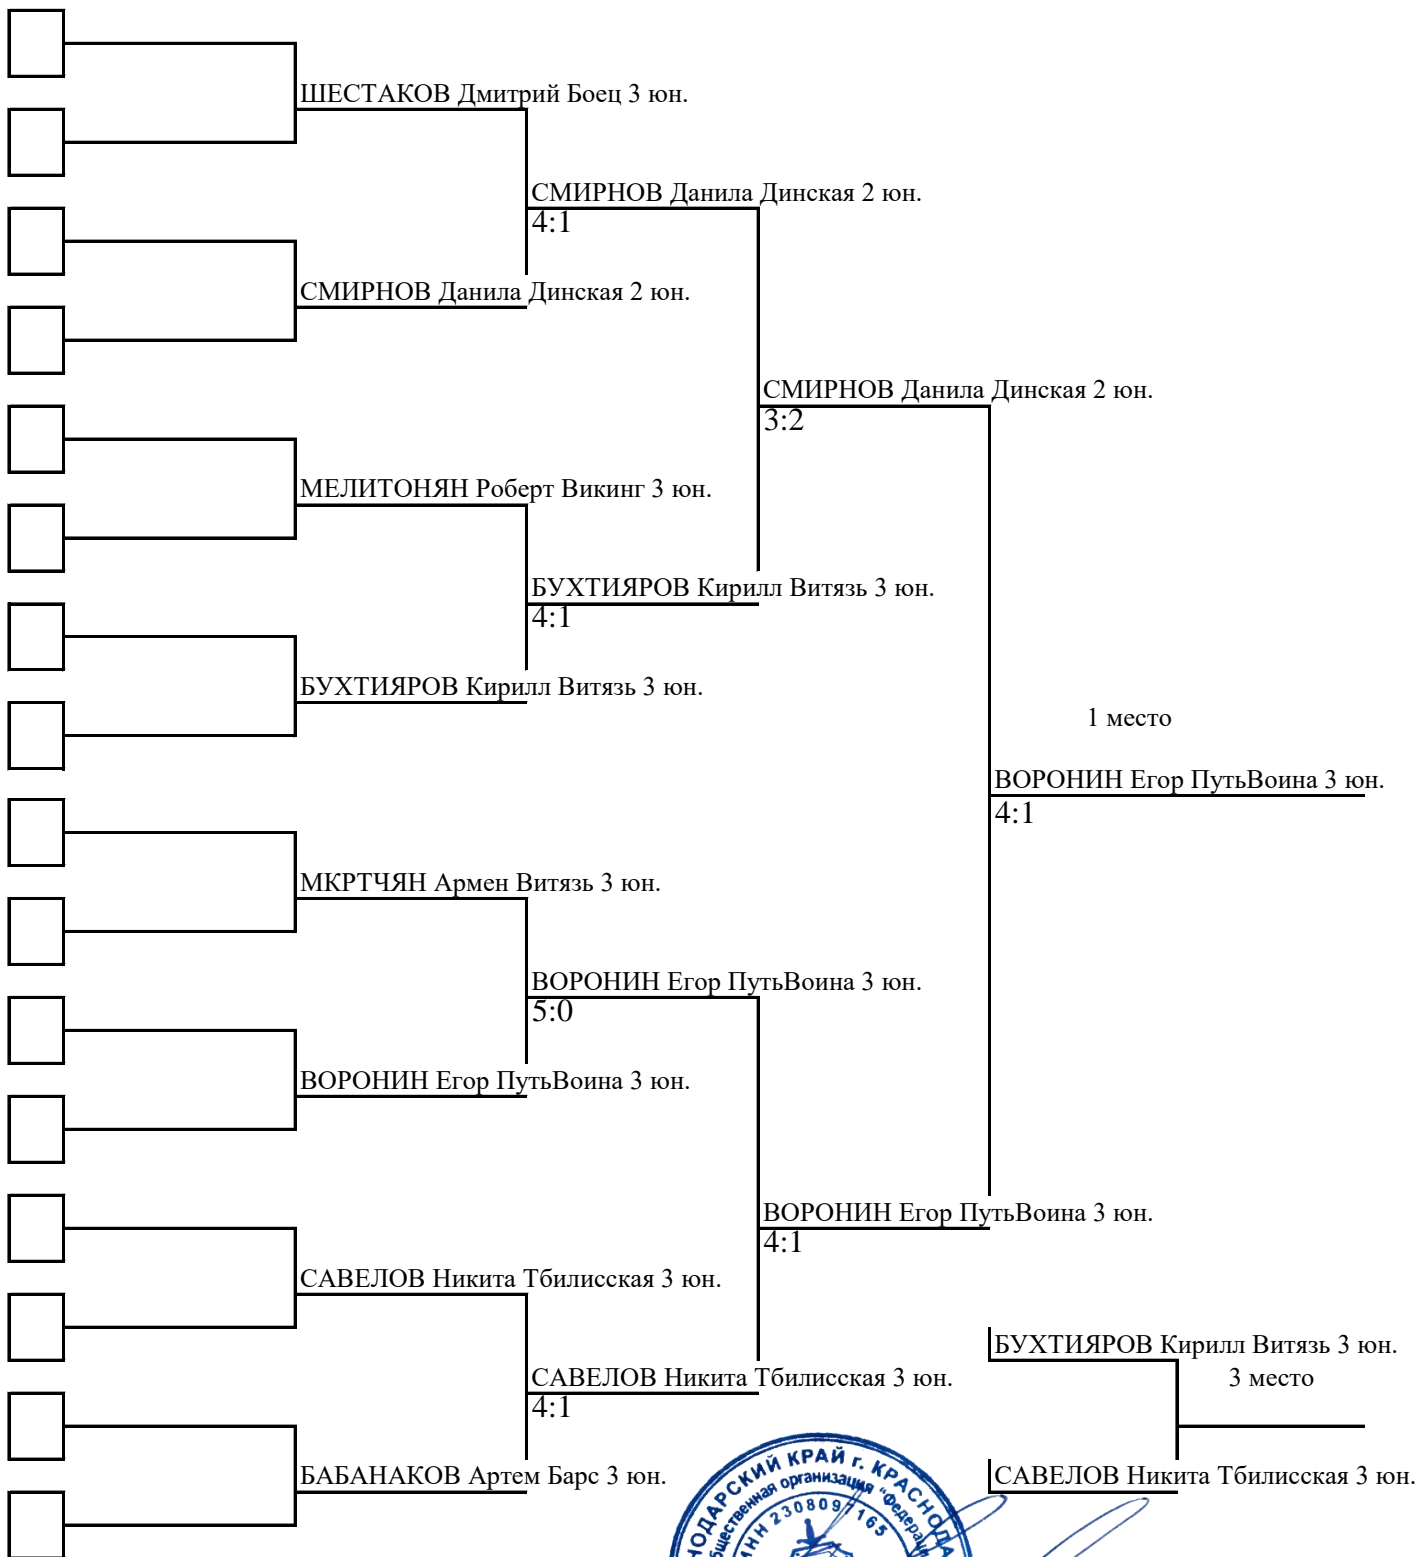 ШЕСТАКОВ Дмитрий Боец 3 юн.
СМИРНОВ Данила Динская 2 юн.
4:1
СМИРНОВ Данила Динская 2 юн.
СМИРНОВ Данила Динская 2 юн.
3:2
МЕЛИТОНЯН Роберт Викинг 3 юн.
БУХТИЯРОВ Кирилл Витязь 3 юн.
4:1
БУХТИЯРОВ Кирилл Витязь 3 юн.
1 место
ВОРОНИН Егор ПутьВоина 3 юн.
4:1
МКРТЧЯН Армен Витязь 3 юн.
ВОРОНИН Егор ПутьВоина 3 юн.
5:0
ВОРОНИН Егор ПутьВоина 3 юн.
ВОРОНИН Егор ПутьВоина 3 юн.
4:1
САВЕЛОВ Никита Тбилисская 3 юн.
БУХТИЯРОВ Кирилл Витязь 3 юн.
САВЕЛОВ Никита Тбилисская 3 юн.
3 место
4:1
БАБАНАКОВ Артем Барс 3 юн.
САВЕЛОВ Никита Тбилисская 3 юн.
КРАЙ г.
организация
ИНН 2308097165